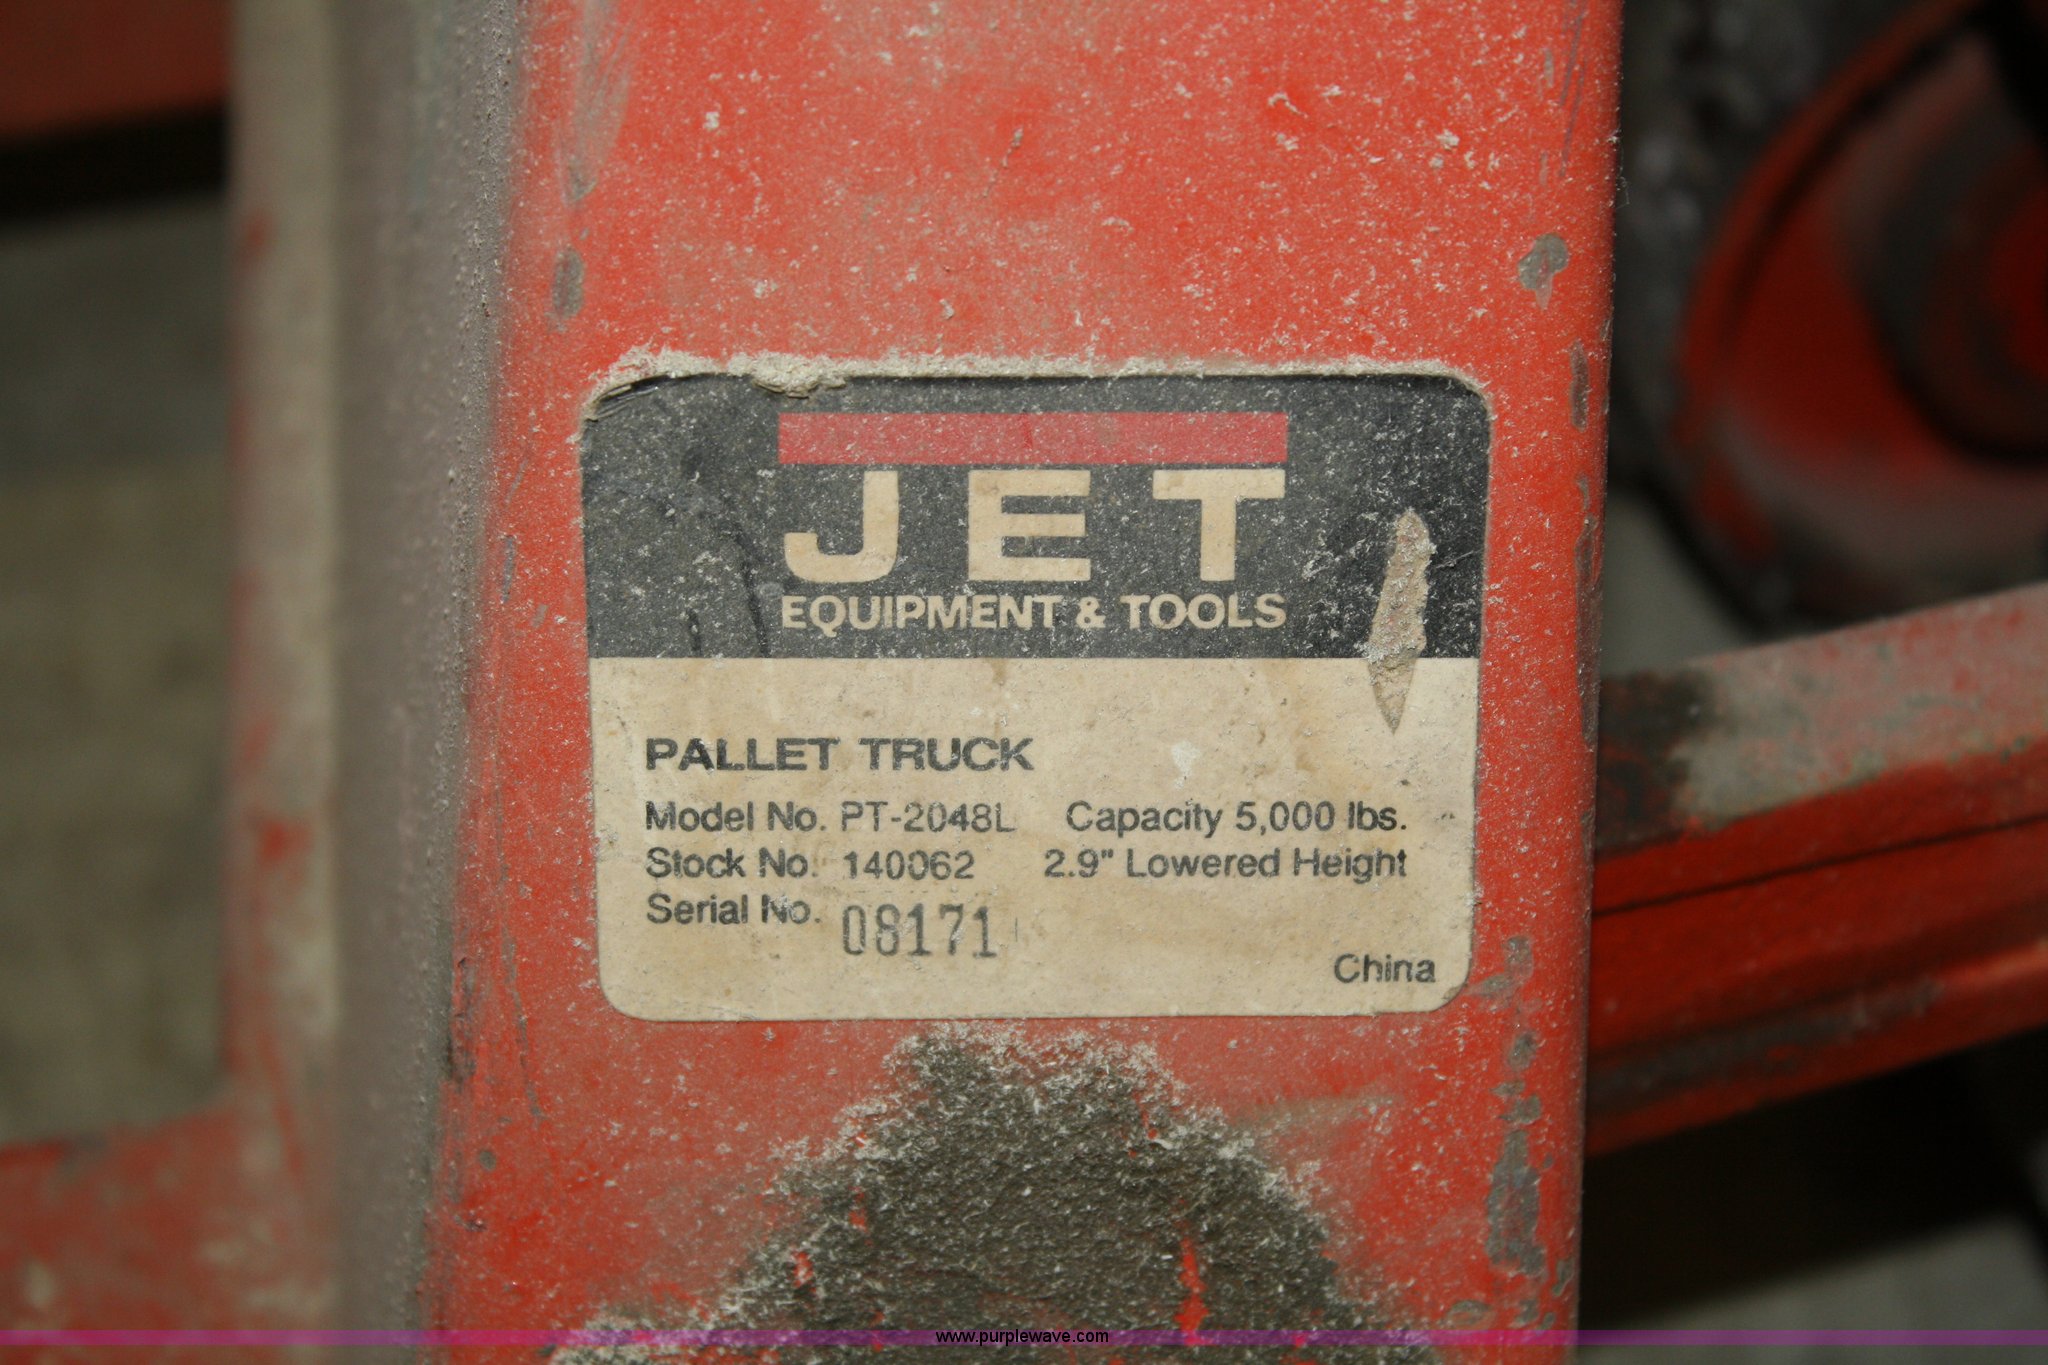 JET
EQUIPMENT & TOOLS
PALLET TRUCK
Model No. PT-2048L Capacity 5,000 lbs.
Stock No. 140062 2.9" Lowered Height
Serial No. 08171
China
www.purplewave.com